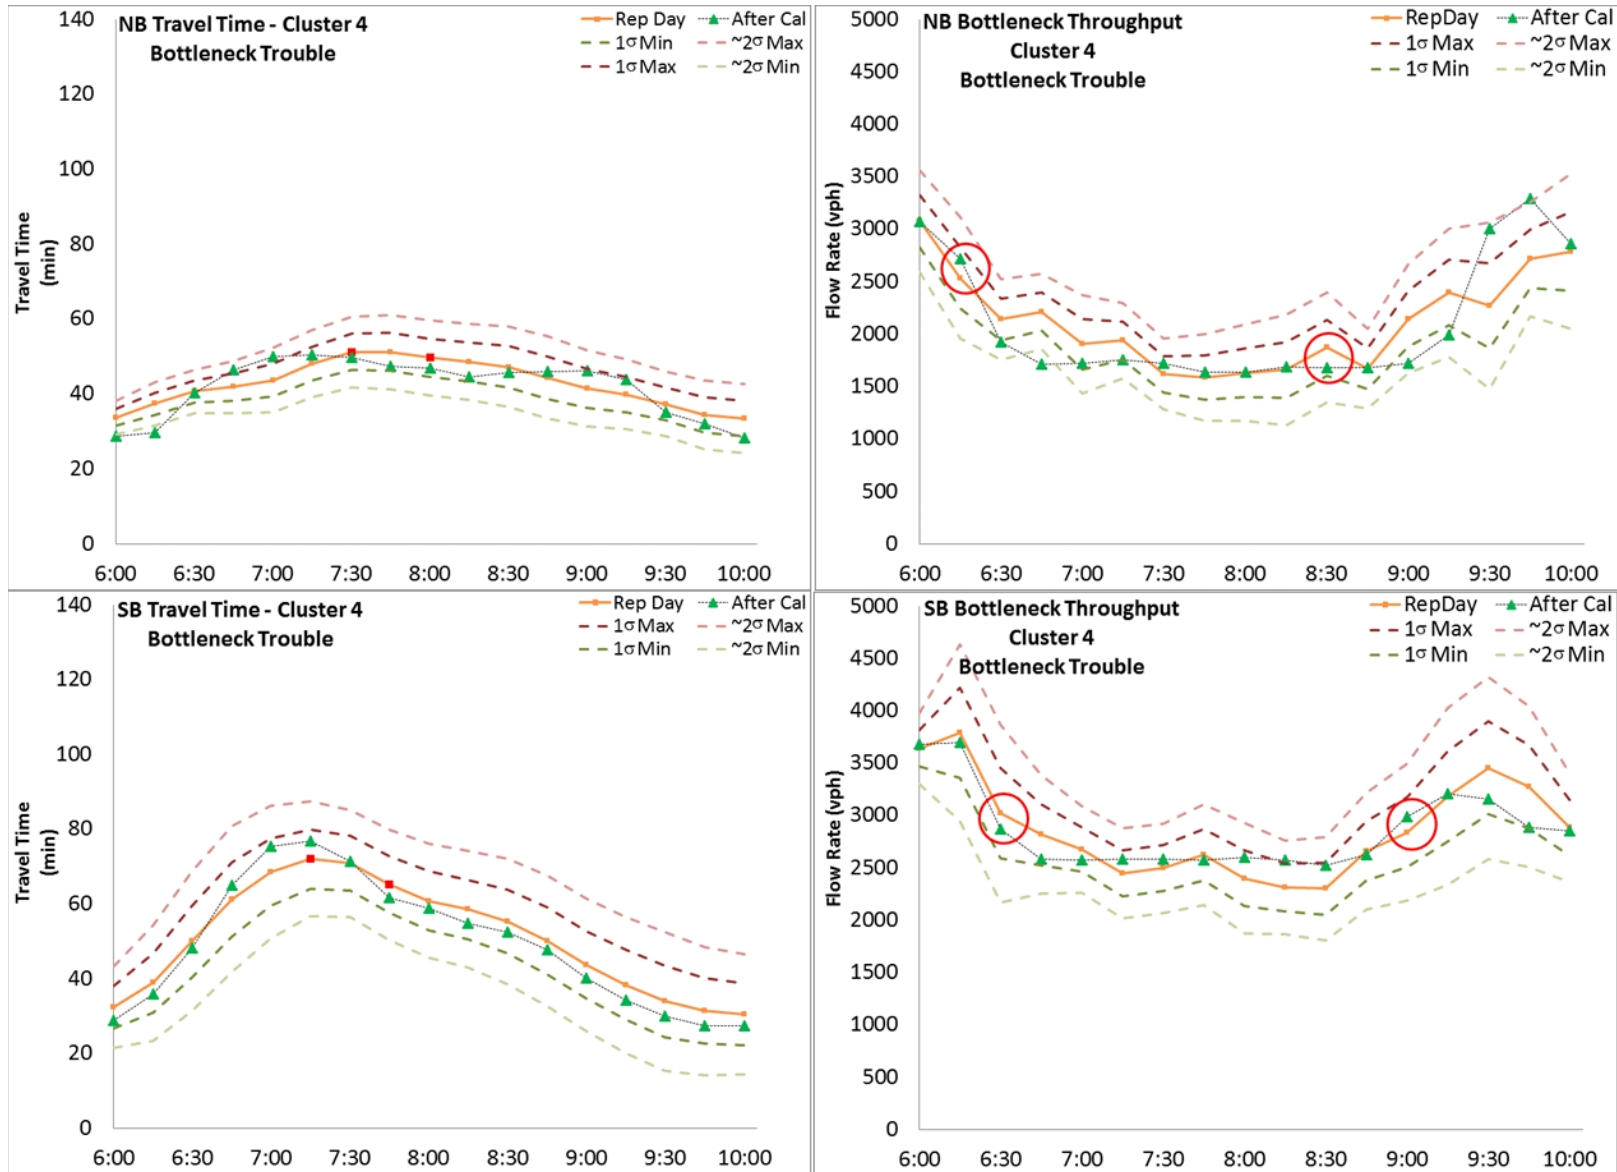 NB Travel Time - Cluster 4
Bottleneck Trouble
Rep Day After Cal
1σ Min ~2σ Max
1σ Max ~2σ Min
Travel Time
(min)
140
120
100
80
60
40
20
0
6:00 6:30 7:00 7:30 8:00 8:30 9:00 9:30 10:00
NB Bottleneck Throughput
Cluster 4
Bottleneck Trouble
RepDay After Cal
1σ Max ~2σ Max
1σ Min ~2σ Min
Flow Rate (vph)
5000
4500
4000
3500
3000
2500
2000
1500
1000
500
0
6:00 6:30 7:00 7:30 8:00 8:30 9:00 9:30 10:00
SB Travel Time - Cluster 4
Bottleneck Trouble
Rep Day After Cal
1σ Max ~2σ Max
1σ Min ~2σ Min
Travel Time
(min)
140
120
100
80
60
40
20
0
6:00 6:30 7:00 7:30 8:00 8:30 9:00 9:30 10:00
SB Bottleneck Throughput
Cluster 4
Bottleneck Trouble
RepDay After Cal
1σ Max ~2σ Max
1σ Min ~2σ Min
Flow Rate (vph)
5000
4500
4000
3500
3000
2500
2000
1500
1000
500
0
6:00 6:30 7:00 7:30 8:00 8:30 9:00 9:30 10:00